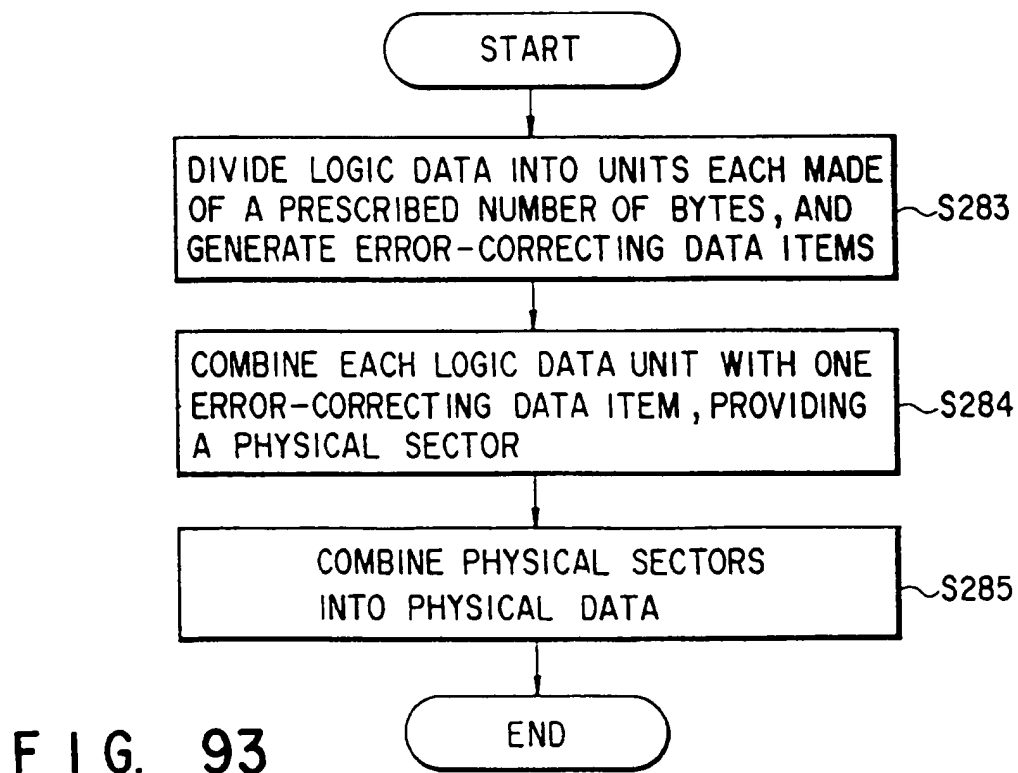 START
DIVIDE LOGIC DATA INTO UNITS EACH MADE
OF A PRESCRIBED NUMBER OF BYTES, AND
GENERATE ERROR-CORRECTING DATA ITEMS
S283
COMBINE EACH LOGIC DATA UNIT WITH ONE
ERROR-CORRECTING DATA ITEM, PROVIDING
A PHYSICAL SECTOR
S284
COMBINE PHYSICAL SECTORS
INTO PHYSICAL DATA
S285
END
FIG. 93